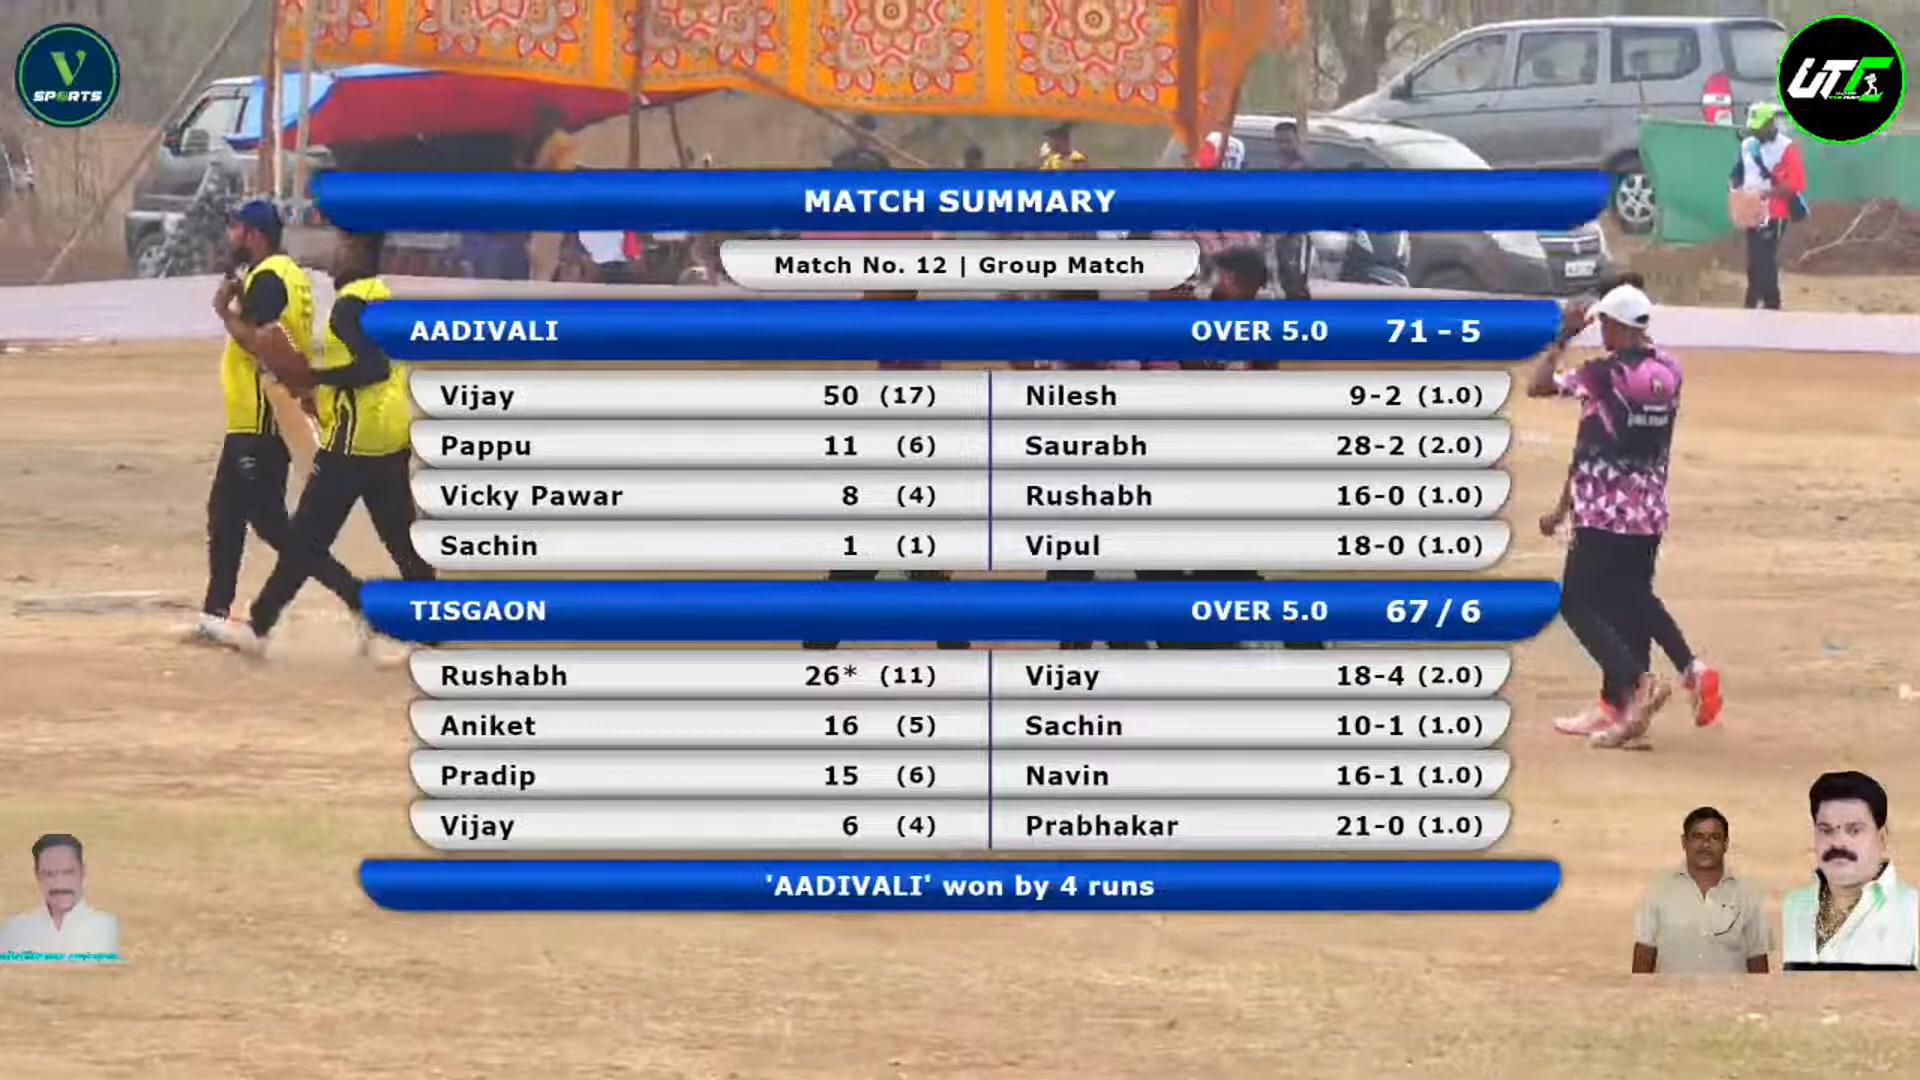 V
SPORTS
UTC
MATCH SUMMARY
Match No. 12 | Group Match
AADIVALI OVER 5.0 71 - 5
Vijay 50 (17) Nilesh 9-2 (1.0)
Pappu 11 (6) Saurabh 28-2 (2.0)
Vicky Pawar 8 (4) Rushabh 16-0 (1.0)
Sachin 1 (1) Vipul 18-0 (1.0)
TISGAON OVER 5.0 67 / 6
Rushabh 26* (11) Vijay 18-4 (2.0)
Aniket 16 (5) Sachin 10-1 (1.0)
Pradip 15 (6) Navin 16-1 (1.0)
Vijay 6 (4) Prabhakar 21-0 (1.0)
'AADIVALI' won by 4 runs